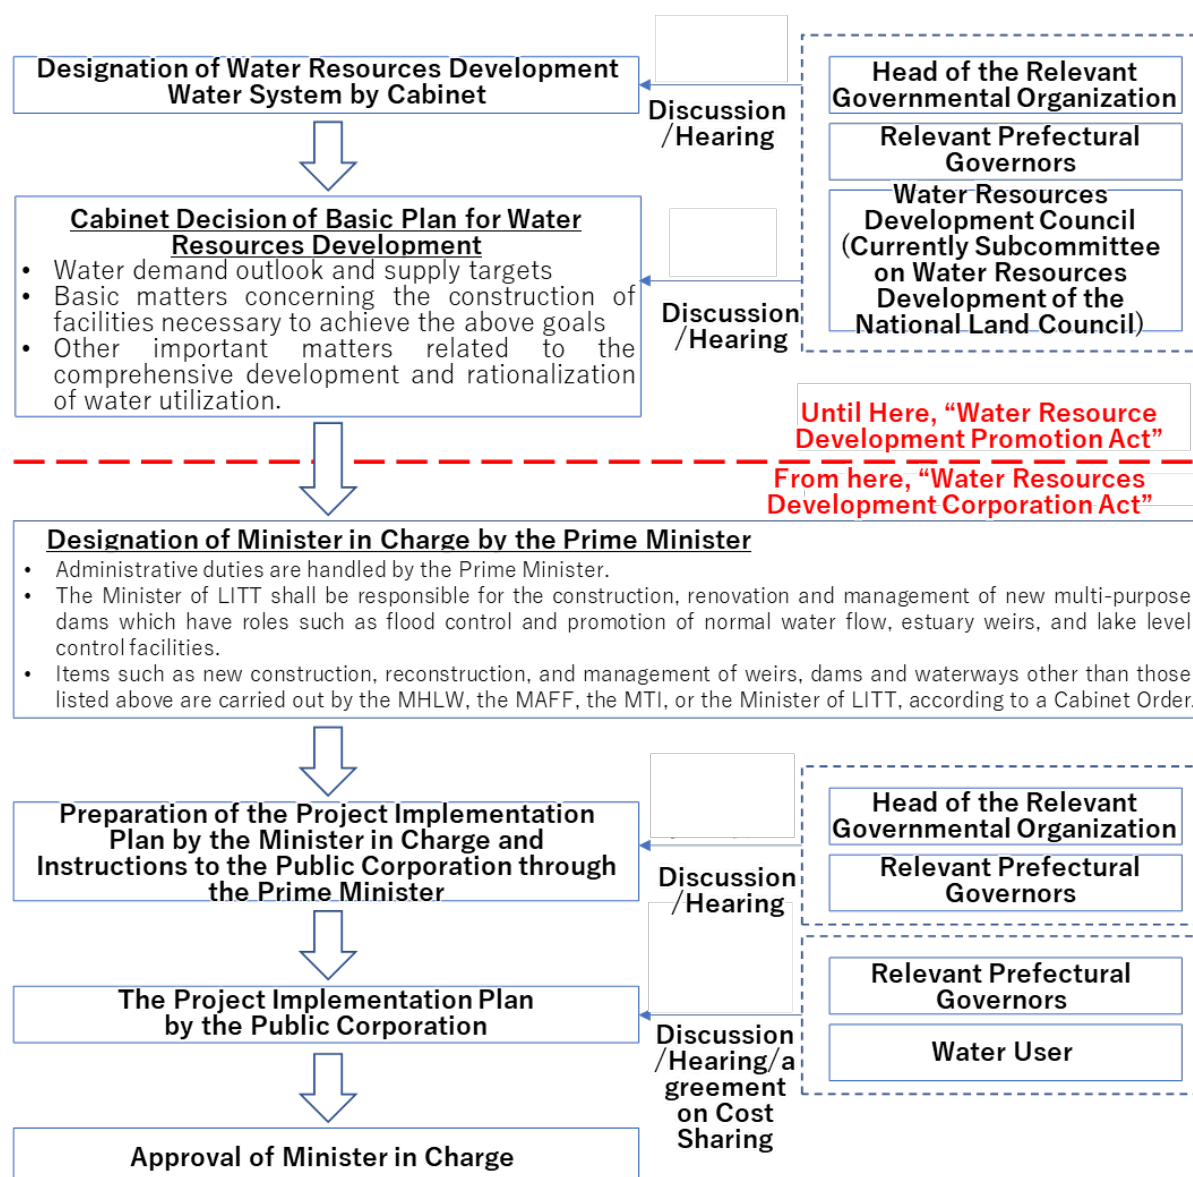 Designation of Water Resources Development
Water System by Cabinet
Discussion
/Hearing
Head of the Relevant
Governmental Organization
Relevant Prefectural
Governors
Water Resources
Development Council
(Currently Subcommittee
on Water Resources
Development of the
National Land Council)
Cabinet Decision of Basic Plan for Water
Resources Development
• Water demand outlook and supply targets
• Basic matters concerning the construction of
facilities necessary to achieve the above goals
• Other important matters related to the
comprehensive development and rationalization
of water utilization.
Discussion
/Hearing
Until Here, “Water Resource
Development Promotion Act”
From here, “Water Resources
Development Corporation Act”
Designation of Minister in Charge by the Prime Minister
• Administrative duties are handled by the Prime Minister.
• The Minister of LITT shall be responsible for the construction, renovation and management of new multi-purpose
dams which have roles such as flood control and promotion of normal water flow, estuary weirs, and lake level
control facilities.
• Items such as new construction, reconstruction, and management of weirs, dams and waterways other than those
listed above are carried out by the MHLW, the MAFF, the MTI, or the Minister of LITT, according to a Cabinet Order.
Preparation of the Project Implementation
Plan by the Minister in Charge and
Instructions to the Public Corporation through
the Prime Minister
Discussion
/Hearing
Head of the Relevant
Governmental Organization
Relevant Prefectural
Governors
The Project Implementation Plan
by the Public Corporation
Discussion
/Hearing/a
greement
on Cost
Sharing
Relevant Prefectural
Governors
Water User
Approval of Minister in Charge